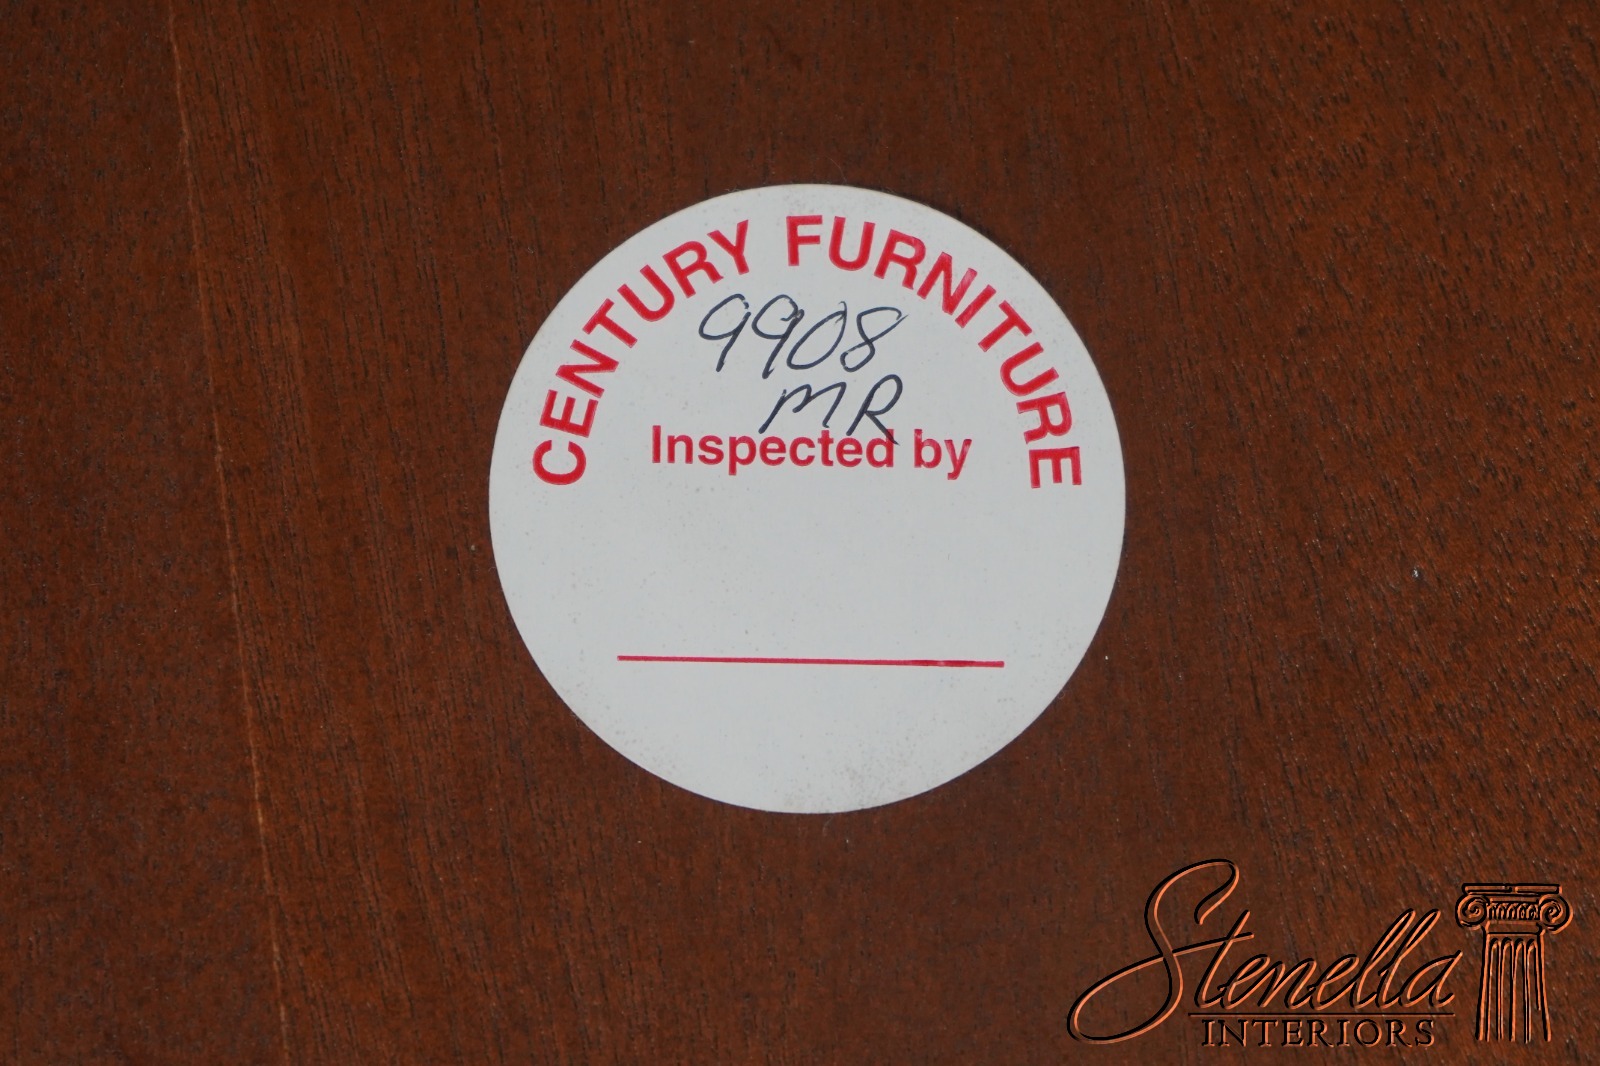 CENTURY FURNITURE
9908
MR
Inspected by
Stenella
INTERIORS